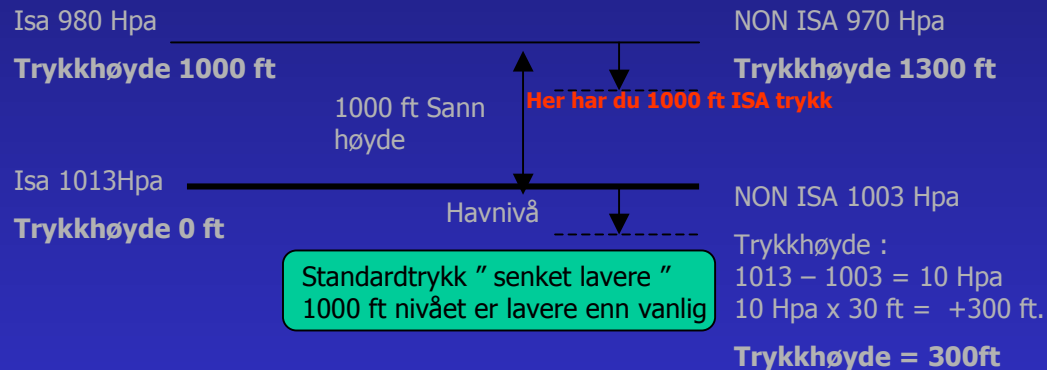 Isa 980 Hpa
Trykkhøyde 1000 ft
NON ISA 970 Hpa
Trykkhøyde 1300 ft
Her har du 1000 ft ISA trykk
1000 ft Sann
høyde
Isa 1013Hpa
Trykkhøyde 0 ft
Havnivå
NON ISA 1003 Hpa
Trykkhøyde :
1013 – 1003 = 10 Hpa
10 Hpa x 30 ft = +300 ft.
Trykkhøyde = 300ft
Standardtrykk ” senket lavere ”
1000 ft nivået er lavere enn vanlig